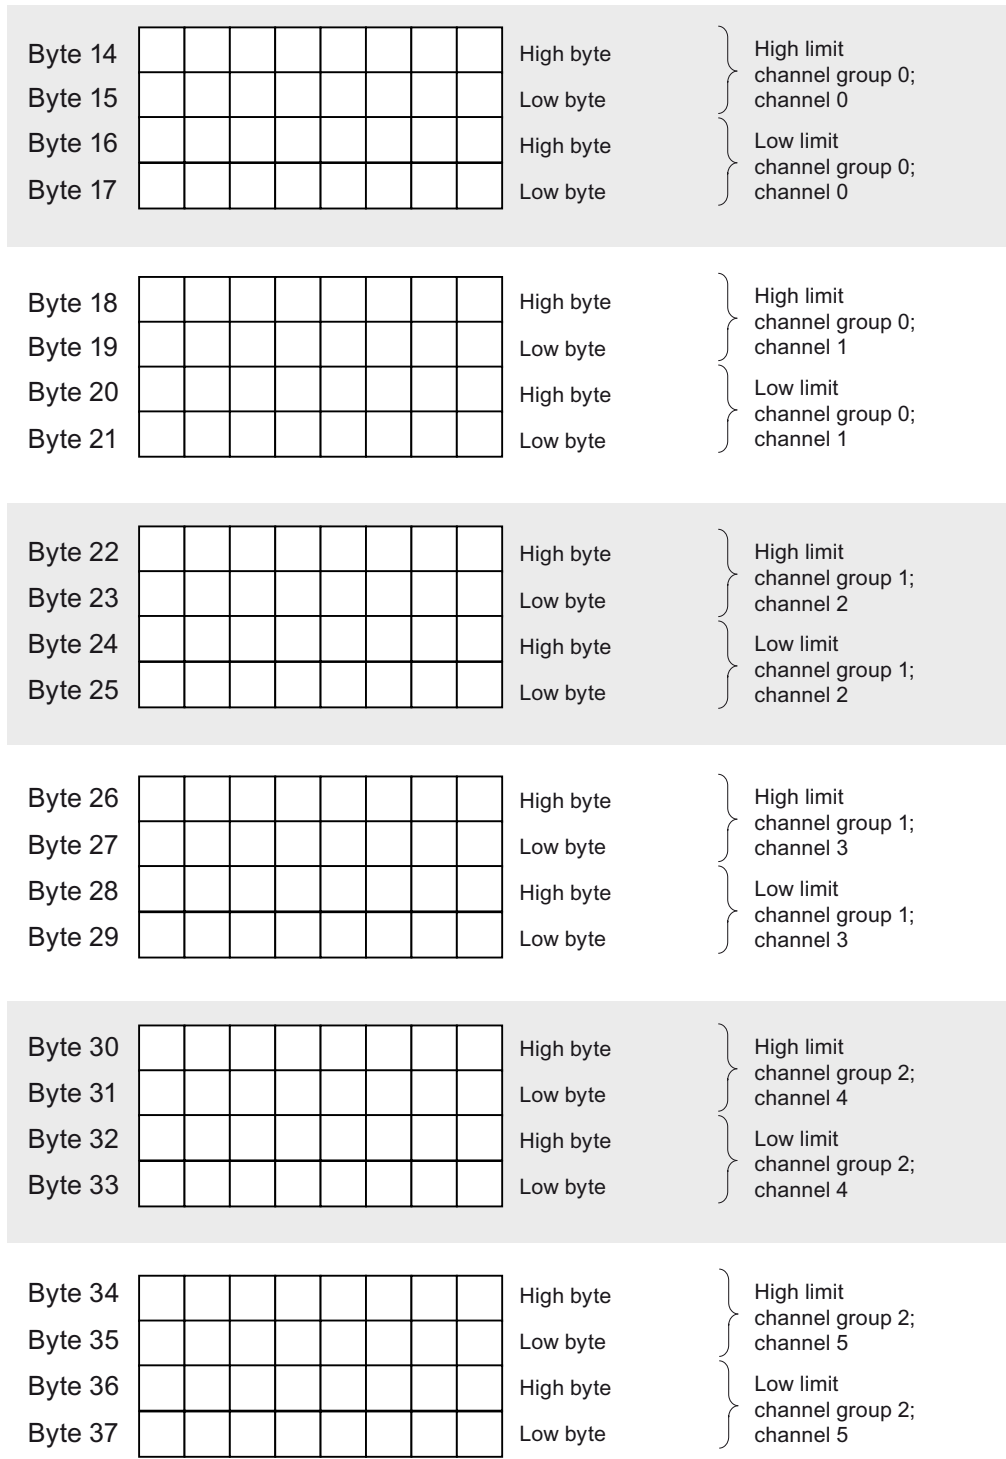 Byte 14 High byte High limit
channel group 0;
Byte 15 Low byte channel 0
Byte 16 High byte Low limit
channel group 0;
Byte 17 Low byte channel 0
Byte 18 High byte High limit
channel group 0;
Byte 19 Low byte channel 1
Byte 20 High byte Low limit
channel group 0;
Byte 21 Low byte channel 1
Byte 22 High byte High limit
channel group 1;
Byte 23 Low byte channel 2
Byte 24 High byte Low limit
channel group 1;
Byte 25 Low byte channel 2
Byte 26 High byte High limit
channel group 1;
Byte 27 Low byte channel 3
Byte 28 High byte Low limit
channel group 1;
Byte 29 Low byte channel 3
Byte 30 High byte High limit
channel group 2;
Byte 31 Low byte channel 4
Byte 32 High byte Low limit
channel group 2;
Byte 33 Low byte channel 4
Byte 34 High byte High limit
channel group 2;
Byte 35 Low byte channel 5
Byte 36 High byte Low limit
channel group 2;
Byte 37 Low byte channel 5